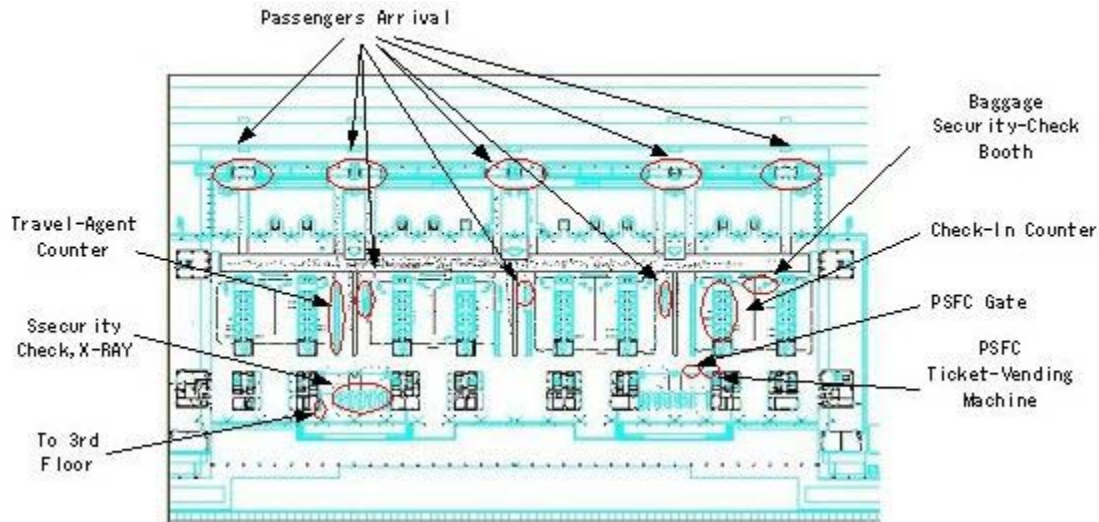 Passengers Arrival
Baggage
Security-Check
Booth
Travel-Agent
Counter
Check-In Counter
PSFC Gate
Ssecurity
Check,X-RAY
PSFC
Ticket-Vending
Machine
To 3rd
Floor